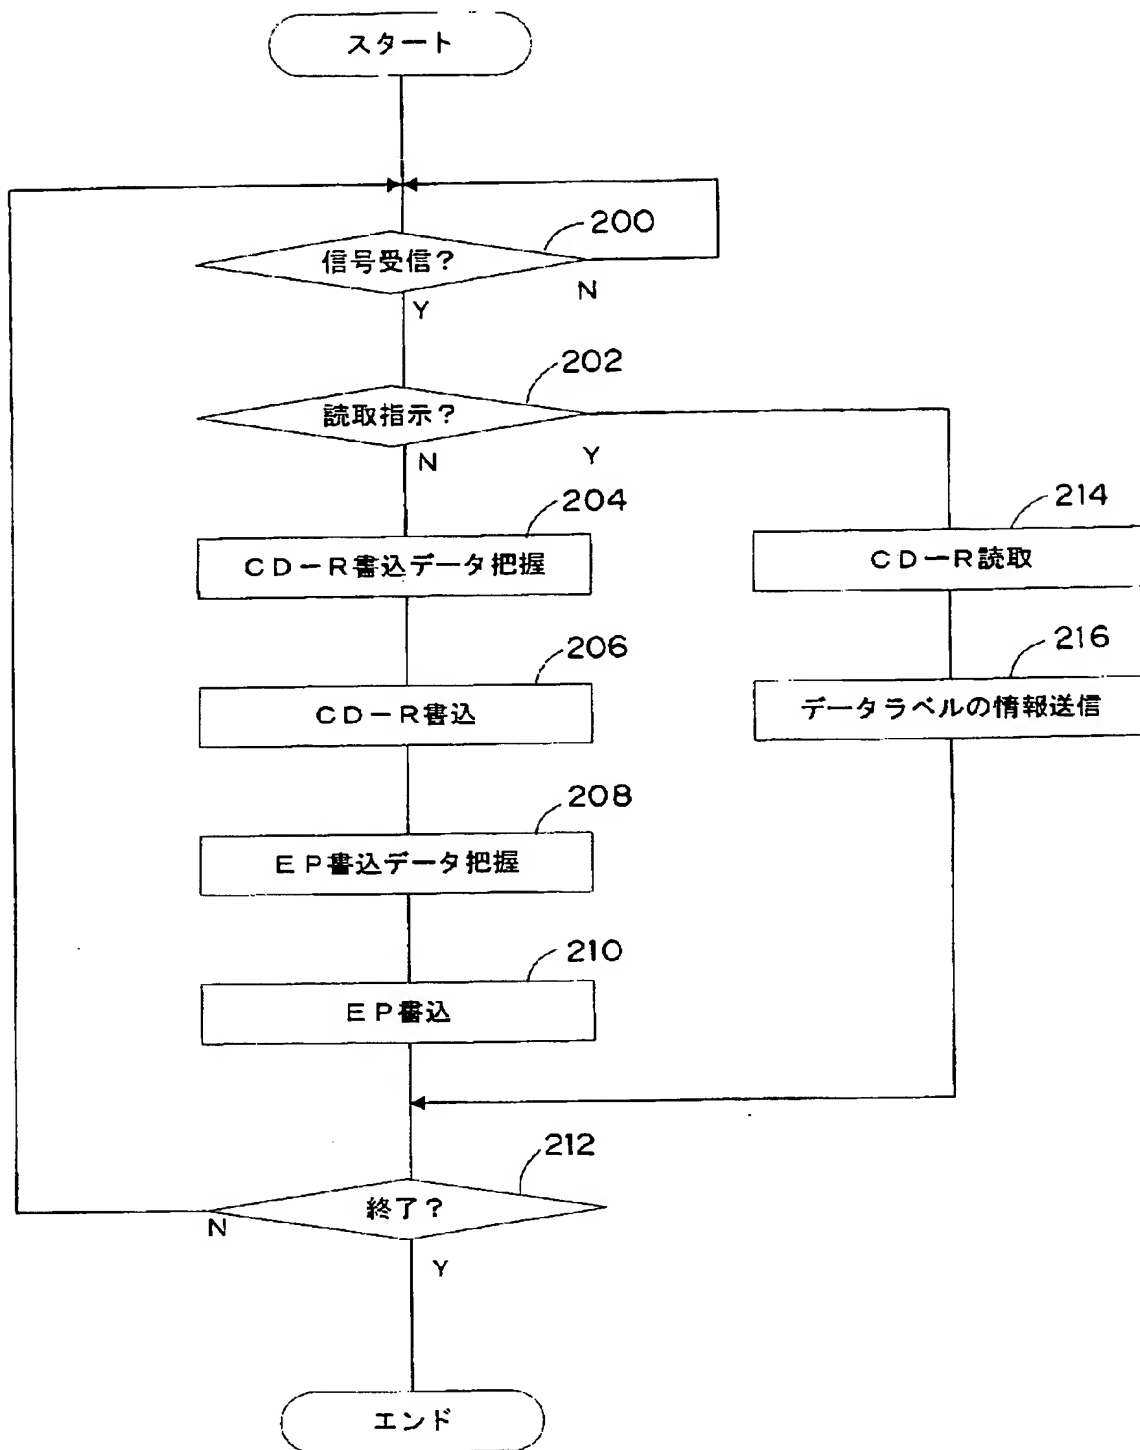 スタート
200
信号受信?
N
Y
202
読取指示?
N
Y
204
CD-R書込データ把握
214
CD-R読取
206
CD-R書込
216
データラベルの情報送信
208
EP書込データ把握
210
EP書込
212
終了?
N
Y
エンド